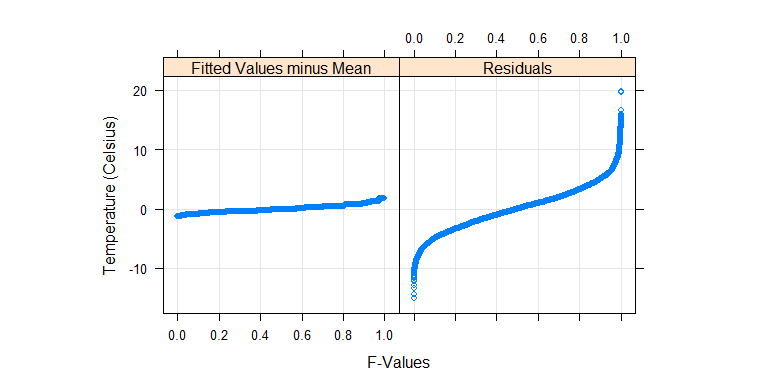 0.0 0.2 0.4 0.6 0.8 1.0
Fitted Values minus Mean Residuals
20
10
0
-10
Temperature (Celsius)
0.0 0.2 0.4 0.6 0.8 1.0
F-Values